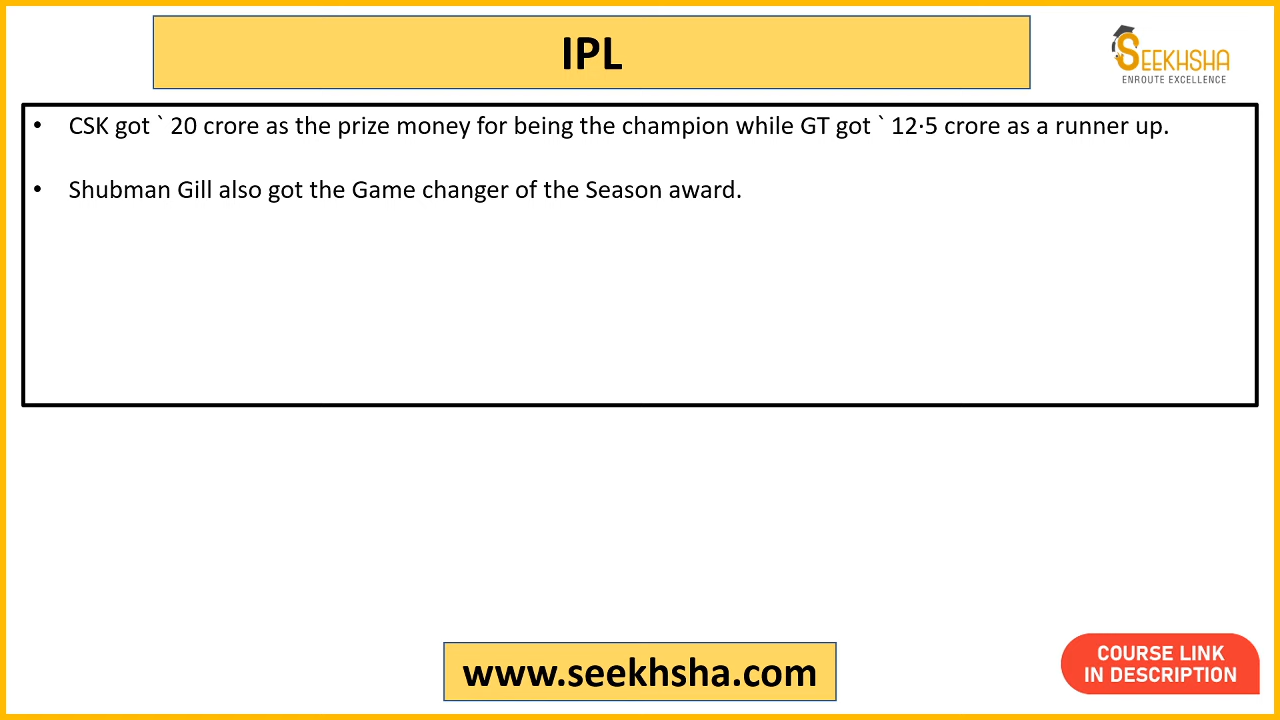 IPL
SEEKHSHA
ENROUTE EXCELLENCE
• CSK got ` 20 crore as the prize money for being the champion while GT got ` 12·5 crore as a runner up.
• Shubman Gill also got the Game changer of the Season award.
www.seekhsha.com
COURSE LINK
IN DESCRIPTION